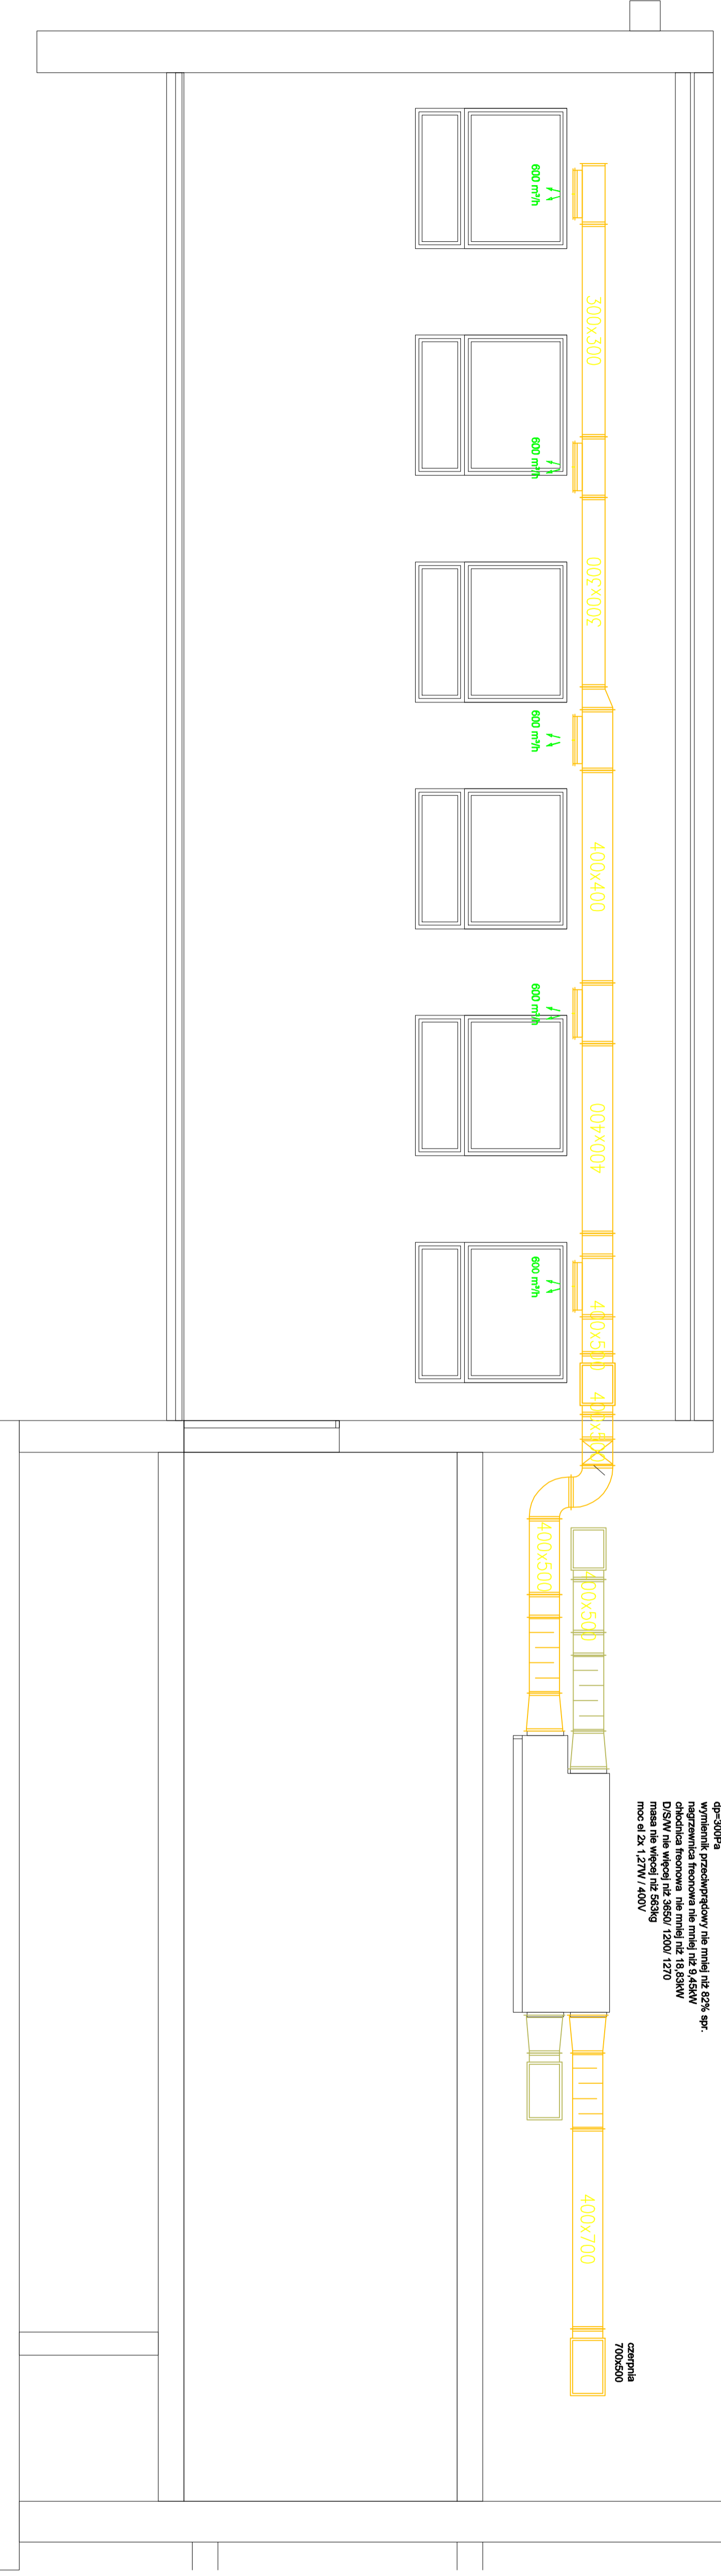 600 m³/h
300x300
600 m³/h
300x300
600 m³/h
400x400
600 m³/h
400x400
600 m³/h
400x500
400x500
400x500
400x500
dp=300Pa
wymiennik przeciwprądowy nie mniej niż 82% spr.
nagrzewnica freonowa nie mniej niż 9,45kW
chłodnica freonowa nie mniej niż 18,83kW
D/S/W nie więcej niż 3650/ 1200/ 1270
masa nie więcej niż 563kg
moc el 2x 1,27W / 400V
400x700
czerpnia
700x500